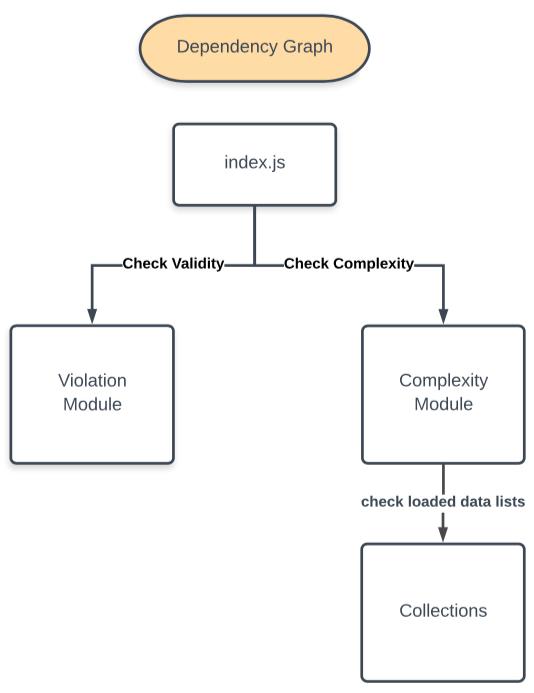 Dependency Graph
index.js
Check Validity
Check Complexity
Violation
Module
Complexity
Module
check loaded data lists
Collections